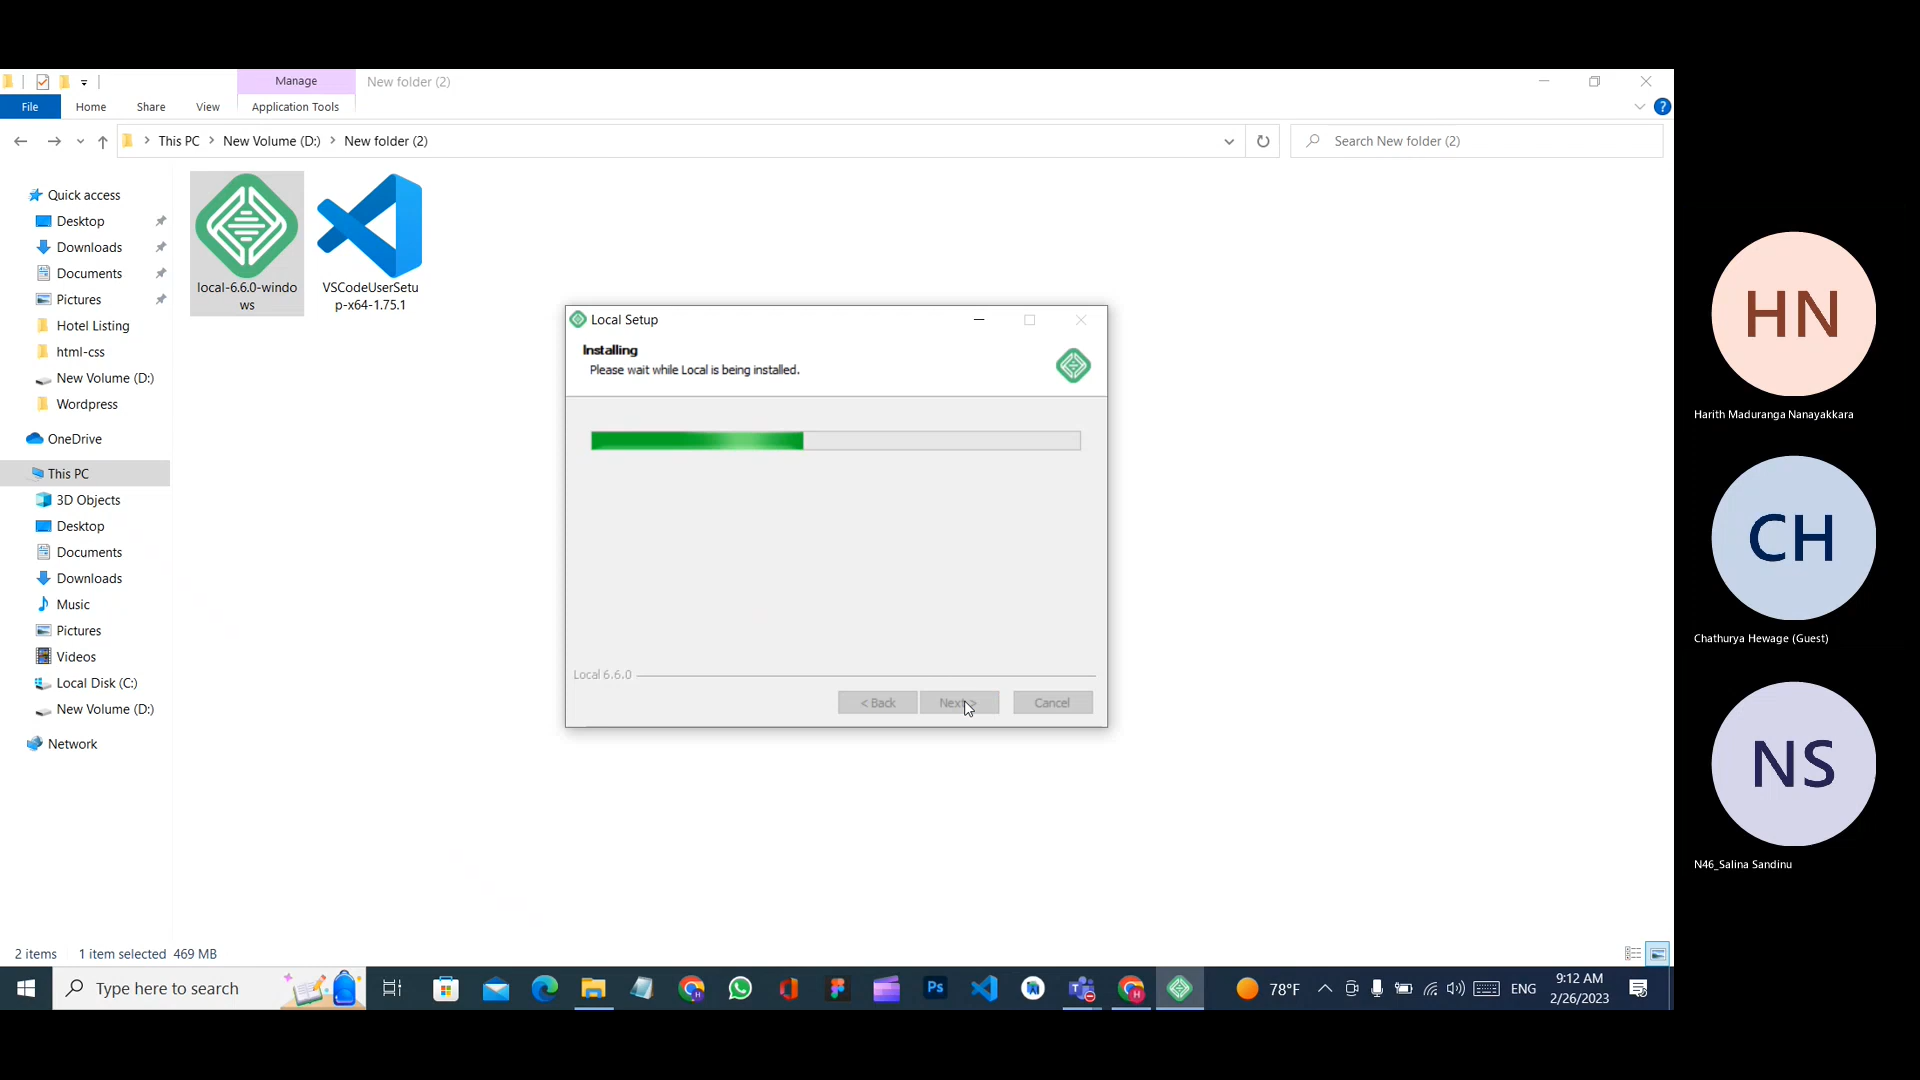 Manage
New folder (2)
File
Home
Share
View
Application Tools
?
This PC
New Volume (D:)
New folder (2)
Search New folder (2)
Quick access
Desktop
Downloads
Documents
Pictures
Hotel Listing
html-css
New Volume (D:)
Wordpress
OneDrive
This PC
3D Objects
Desktop
Documents
Downloads
Music
Pictures
Videos
Local Disk (C:)
New Volume (D:)
Network
local-6.6.0-windo
ws
VSCodeUserSetu
p-x64-1.75.1
Local Setup
Installing
Please wait while Local is being installed.
Local 6.6.0
< Back
Next >
Cancel
HN
Harith Maduranga Nanayakkara
CH
Chathurya Hewage (Guest)
NS
N46_Salina Sandinu
2 items
1 item selected 469 MB
Type here to search
Ps
78°F
ENG
9:12 AM
2/26/2023